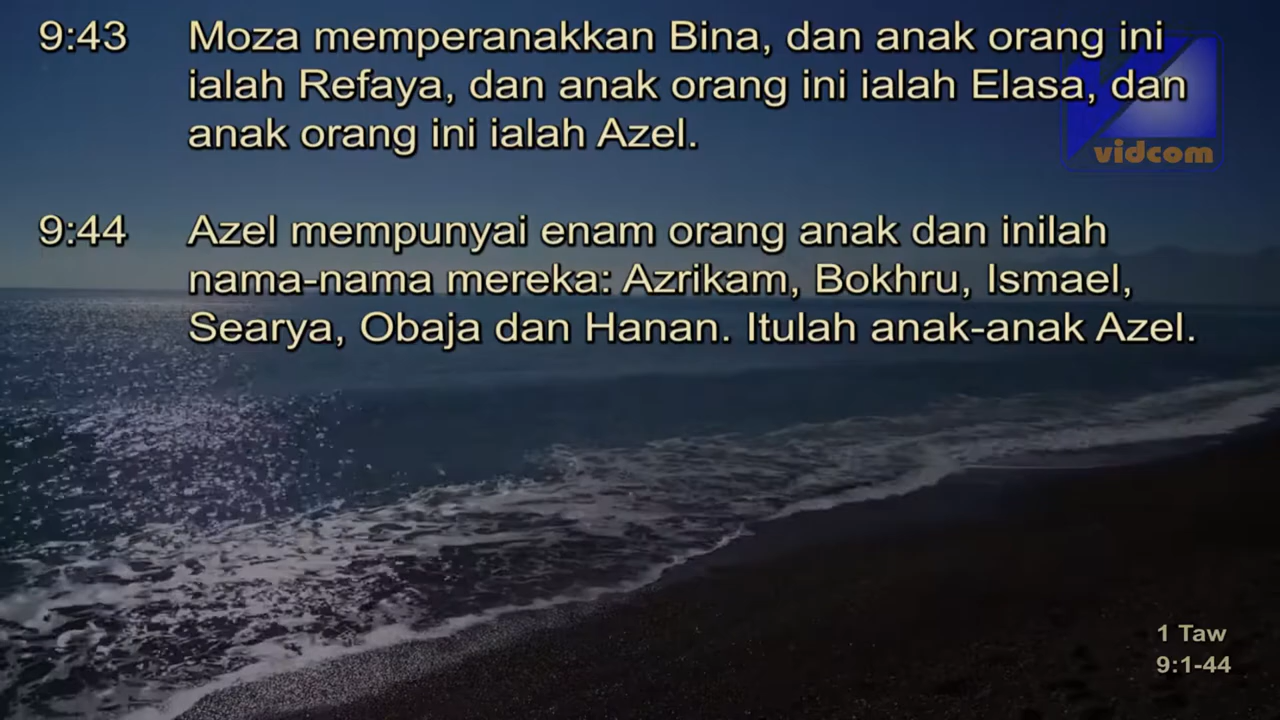 9:43 Moza memperanakkan Bina, dan anak orang ini
ialah Refaya, dan anak orang ini ialah Elasa, dan
anak orang ini ialah Azel.
vidcom
9:44 Azel mempunyai enam orang anak dan inilah
nama-nama mereka: Azrikam, Bokhru, Ismael,
Searya, Obaja dan Hanan. Itulah anak-anak Azel.
1 Taw
9:1-44